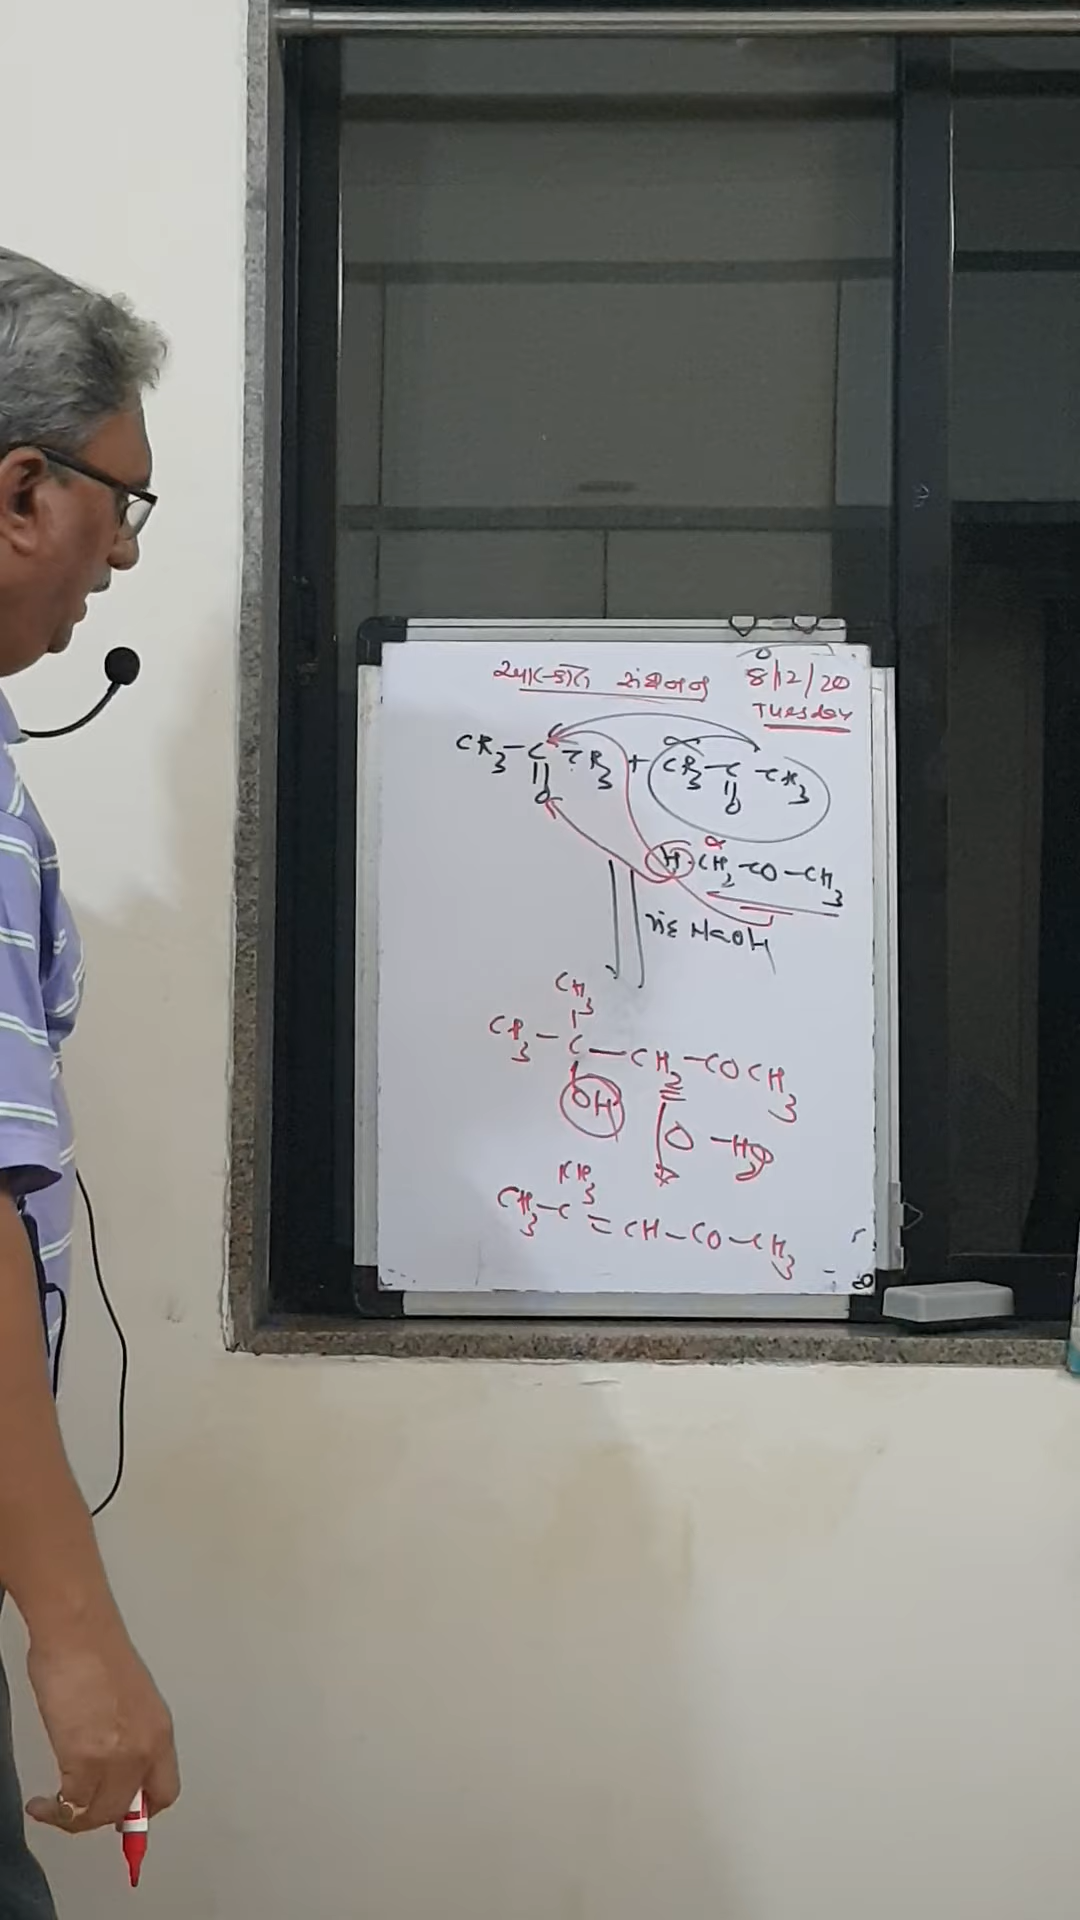 આલ્ડોલ સંઘનન 8/12/20
Tuesday
CH3-C-CH3 + CH3-C-CH3
|| ||
O O
α
H-CH2-CO-CH3
મંદ NaOH
CH3
|
CH3-C-CH2-COCH3
|
OH
-H2O
CH3
CH3-C=CH-CO-CH3